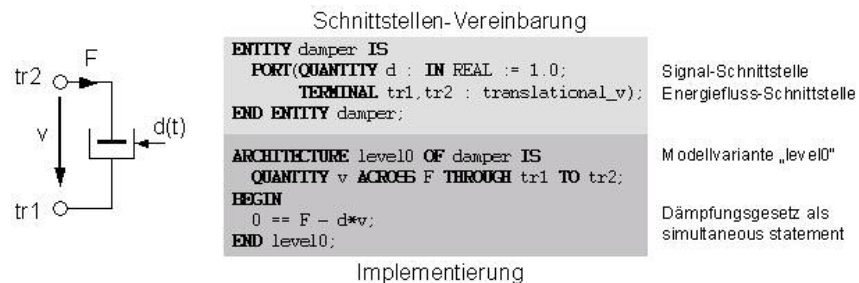 Schnittstellen-Vereinbarung
F
tr2
v
d(t)
tr1
ENTITY damper IS
PORT(QUANTITY d : IN REAL := 1.0;
TERMINAL tr1,tr2 : translational_v);
END ENTITY damper;
Signal-Schnittstelle
Energiefluss-Schnittstelle
ARCHITECTURE level0 OF damper IS
QUANTITY v ACROSS F THROUGH tr1 TO tr2;
BEGIN
0 == F - d*v;
END level0;
Modellvariante „level0"
Dämpfungsgesetz als
simultaneous statement
Implementierung